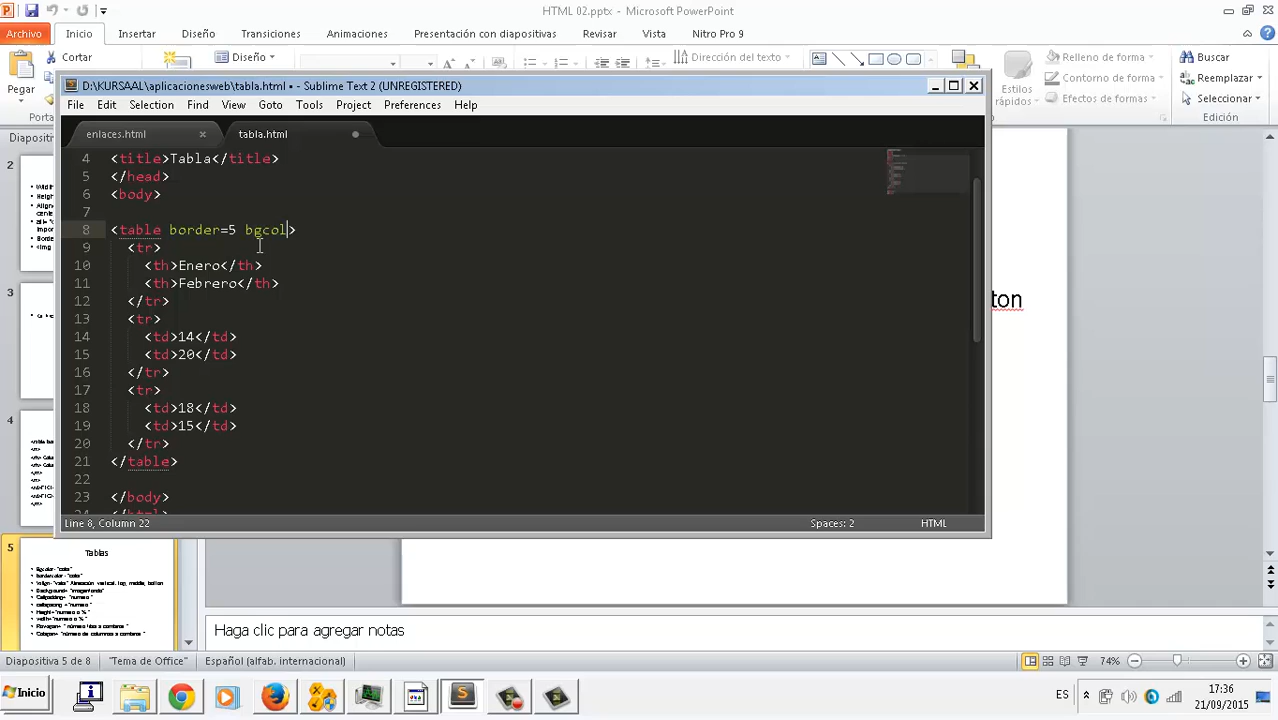 HTML 02.pptx - Microsoft PowerPoint
Archivo Inicio Insertar Diseño Transiciones Animaciones Presentación con diapositivas Revisar Vista Nitro Pro 9
Pegar
Cortar
Diseño
Dirección del texto
Estilos rápidos
Relleno de forma
Contorno de forma
Efectos de formas
Buscar
Reemplazar
Seleccionar
Edición
D:\KURSAAL\aplicacionesweb\tabla.html • - Sublime Text 2 (UNREGISTERED)
File Edit Selection Find View Goto Tools Project Preferences Help
enlaces.html tabla.html
4 <title>Tabla</title>
5 </head>
6 <body>
7
8 <table border=5 bgcol>
9 <tr>
10 <th>Enero</th>
11 <th>Febrero</th>
12 </tr>
13 <tr>
14 <td>14</td>
15 <td>20</td>
16 </tr>
17 <tr>
18 <td>18</td>
19 <td>15</td>
20 </tr>
21 </table>
22
23 </body>
Line 8, Column 22 Spaces: 2 HTML
ton
2
3
4
5
Tablas
Haga clic para agregar notas
Diapositiva 5 de 8 "Tema de Office" Español (alfab. internacional) 74%
Inicio
ES
17:36
21/09/2015